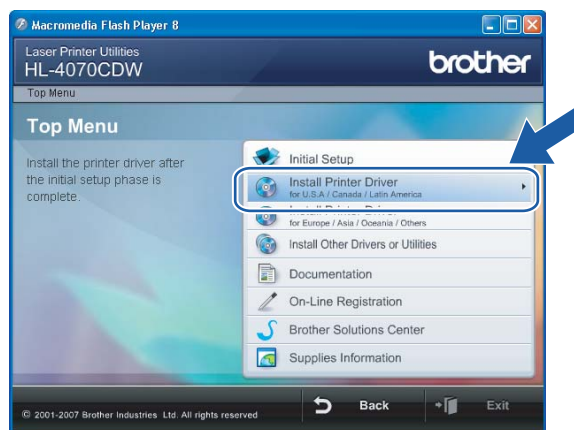 Macromedia Flash Player 8
Laser Printer Utilities
HL-4070CDW
brother
Top Menu
Top Menu
Install the printer driver after
the initial setup phase is
complete.
Initial Setup
Install Printer Driver
for U.S.A / Canada / Latin America
for Europe / Asia / Oceania / Others
Install Other Drivers or Utilities
Documentation
On-Line Registration
Brother Solutions Center
Supplies Information
© 2001-2007 Brother Industries Ltd. All rights reserved
Back
Exit